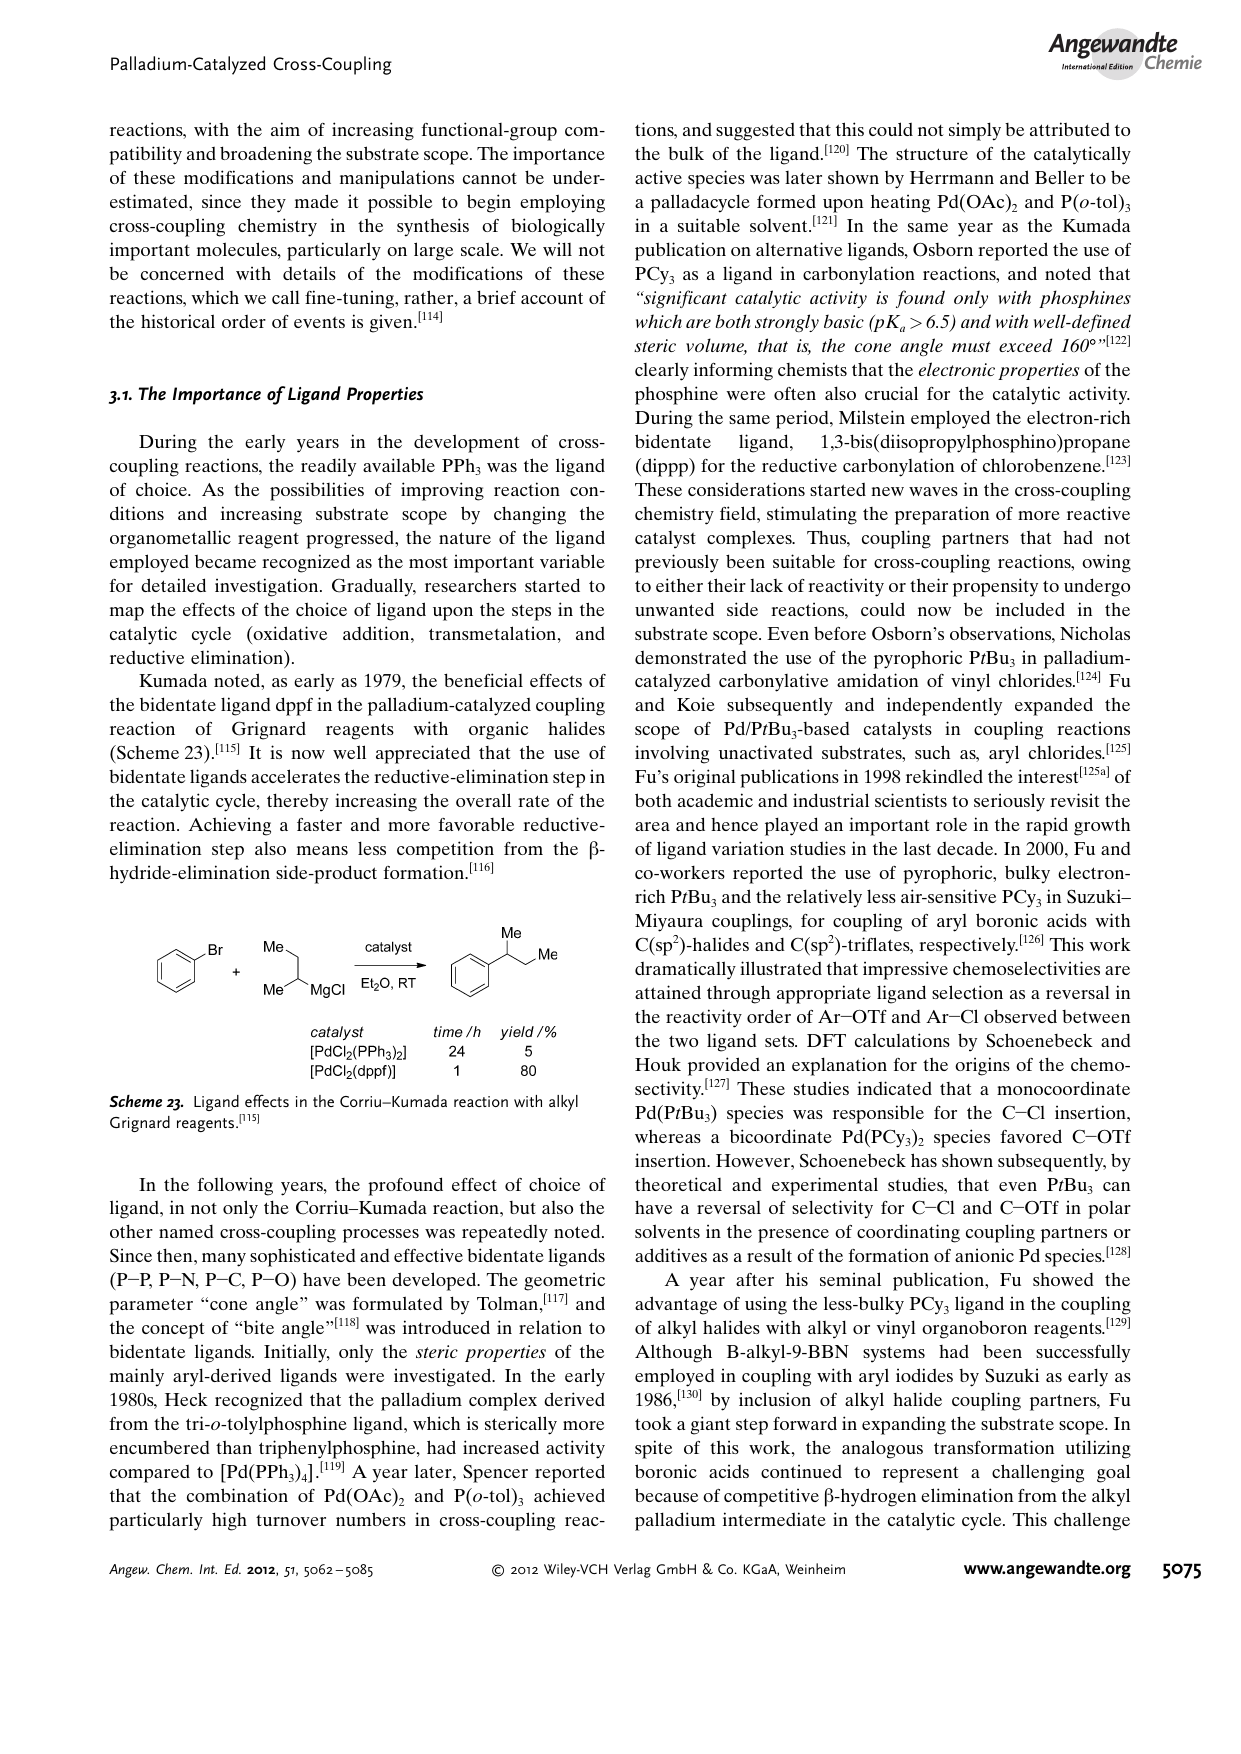 Palladium-Catalyzed Cross-Coupling
Angewandte
International Edition Chemie
reactions, with the aim of increasing functional-group com-
patibility and broadening the substrate scope. The importance
of these modifications and manipulations cannot be under-
estimated, since they made it possible to begin employing
cross-coupling chemistry in the synthesis of biologically
important molecules, particularly on large scale. We will not
be concerned with details of the modifications of these
reactions, which we call fine-tuning, rather, a brief account of
the historical order of events is given.[114]
3.1. The Importance of Ligand Properties
During the early years in the development of cross-
coupling reactions, the readily available PPh3 was the ligand
of choice. As the possibilities of improving reaction con-
ditions and increasing substrate scope by changing the
organometallic reagent progressed, the nature of the ligand
employed became recognized as the most important variable
for detailed investigation. Gradually, researchers started to
map the effects of the choice of ligand upon the steps in the
catalytic cycle (oxidative addition, transmetalation, and
reductive elimination).
Kumada noted, as early as 1979, the beneficial effects of
the bidentate ligand dppf in the palladium-catalyzed coupling
reaction of Grignard reagents with organic halides
(Scheme 23).[115] It is now well appreciated that the use of
bidentate ligands accelerates the reductive-elimination step in
the catalytic cycle, thereby increasing the overall rate of the
reaction. Achieving a faster and more favorable reductive-
elimination step also means less competition from the β-
hydride-elimination side-product formation.[116]
Br
+
Me
Me
MgCl
catalyst
Et2O, RT
Me
Me
catalyst time / h yield / %
[PdCl2(PPh3)2] 24 5
[PdCl2(dppf)] 1 80
Scheme 23. Ligand effects in the Corriu–Kumada reaction with alkyl
Grignard reagents.[115]
In the following years, the profound effect of choice of
ligand, in not only the Corriu–Kumada reaction, but also the
other named cross-coupling processes was repeatedly noted.
Since then, many sophisticated and effective bidentate ligands
(P–P, P–N, P–C, P–O) have been developed. The geometric
parameter “cone angle” was formulated by Tolman,[117] and
the concept of “bite angle”[118] was introduced in relation to
bidentate ligands. Initially, only the steric properties of the
mainly aryl-derived ligands were investigated. In the early
1980s, Heck recognized that the palladium complex derived
from the tri-o-tolylphosphine ligand, which is sterically more
encumbered than triphenylphosphine, had increased activity
compared to [Pd(PPh3)4].[119] A year later, Spencer reported
that the combination of Pd(OAc)2 and P(o-tol)3 achieved
particularly high turnover numbers in cross-coupling reac-
tions, and suggested that this could not simply be attributed to
the bulk of the ligand.[120] The structure of the catalytically
active species was later shown by Herrmann and Beller to be
a palladacycle formed upon heating Pd(OAc)2 and P(o-tol)3
in a suitable solvent.[121] In the same year as the Kumada
publication on alternative ligands, Osborn reported the use of
PCy3 as a ligand in carbonylation reactions, and noted that
“significant catalytic activity is found only with phosphines
which are both strongly basic (pKa > 6.5) and with well-defined
steric volume, that is, the cone angle must exceed 160°”[122]
clearly informing chemists that the electronic properties of the
phosphine were often also crucial for the catalytic activity.
During the same period, Milstein employed the electron-rich
bidentate ligand, 1,3-bis(diisopropylphosphino)propane
(dippp) for the reductive carbonylation of chlorobenzene.[123]
These considerations started new waves in the cross-coupling
chemistry field, stimulating the preparation of more reactive
catalyst complexes. Thus, coupling partners that had not
previously been suitable for cross-coupling reactions, owing
to either their lack of reactivity or their propensity to undergo
unwanted side reactions, could now be included in the
substrate scope. Even before Osborn’s observations, Nicholas
demonstrated the use of the pyrophoric PtBu3 in palladium-
catalyzed carbonylative amidation of vinyl chlorides.[124] Fu
and Koie subsequently and independently expanded the
scope of Pd/PtBu3-based catalysts in coupling reactions
involving unactivated substrates, such as, aryl chlorides.[125]
Fu’s original publications in 1998 rekindled the interest[125a] of
both academic and industrial scientists to seriously revisit the
area and hence played an important role in the rapid growth
of ligand variation studies in the last decade. In 2000, Fu and
co-workers reported the use of pyrophoric, bulky electron-
rich PtBu3 and the relatively less air-sensitive PCy3 in Suzuki–
Miyaura couplings, for coupling of aryl boronic acids with
C(sp2)-halides and C(sp2)-triflates, respectively.[126] This work
dramatically illustrated that impressive chemoselectivities are
attained through appropriate ligand selection as a reversal in
the reactivity order of Ar–OTf and Ar–Cl observed between
the two ligand sets. DFT calculations by Schoenebeck and
Houk provided an explanation for the origins of the chemo-
sectivity.[127] These studies indicated that a monocoordinate
Pd(PtBu3) species was responsible for the C–Cl insertion,
whereas a bicoordinate Pd(PCy3)2 species favored C–OTf
insertion. However, Schoenebeck has shown subsequently, by
theoretical and experimental studies, that even PtBu3 can
have a reversal of selectivity for C–Cl and C–OTf in polar
solvents in the presence of coordinating coupling partners or
additives as a result of the formation of anionic Pd species.[128]
A year after his seminal publication, Fu showed the
advantage of using the less-bulky PCy3 ligand in the coupling
of alkyl halides with alkyl or vinyl organoboron reagents.[129]
Although B-alkyl-9-BBN systems had been successfully
employed in coupling with aryl iodides by Suzuki as early as
1986,[130] by inclusion of alkyl halide coupling partners, Fu
took a giant step forward in expanding the substrate scope. In
spite of this work, the analogous transformation utilizing
boronic acids continued to represent a challenging goal
because of competitive β-hydrogen elimination from the alkyl
palladium intermediate in the catalytic cycle. This challenge
Angew. Chem. Int. Ed. 2012, 51, 5062 – 5085
© 2012 Wiley-VCH Verlag GmbH & Co. KGaA, Weinheim
www.angewandte.org 5075